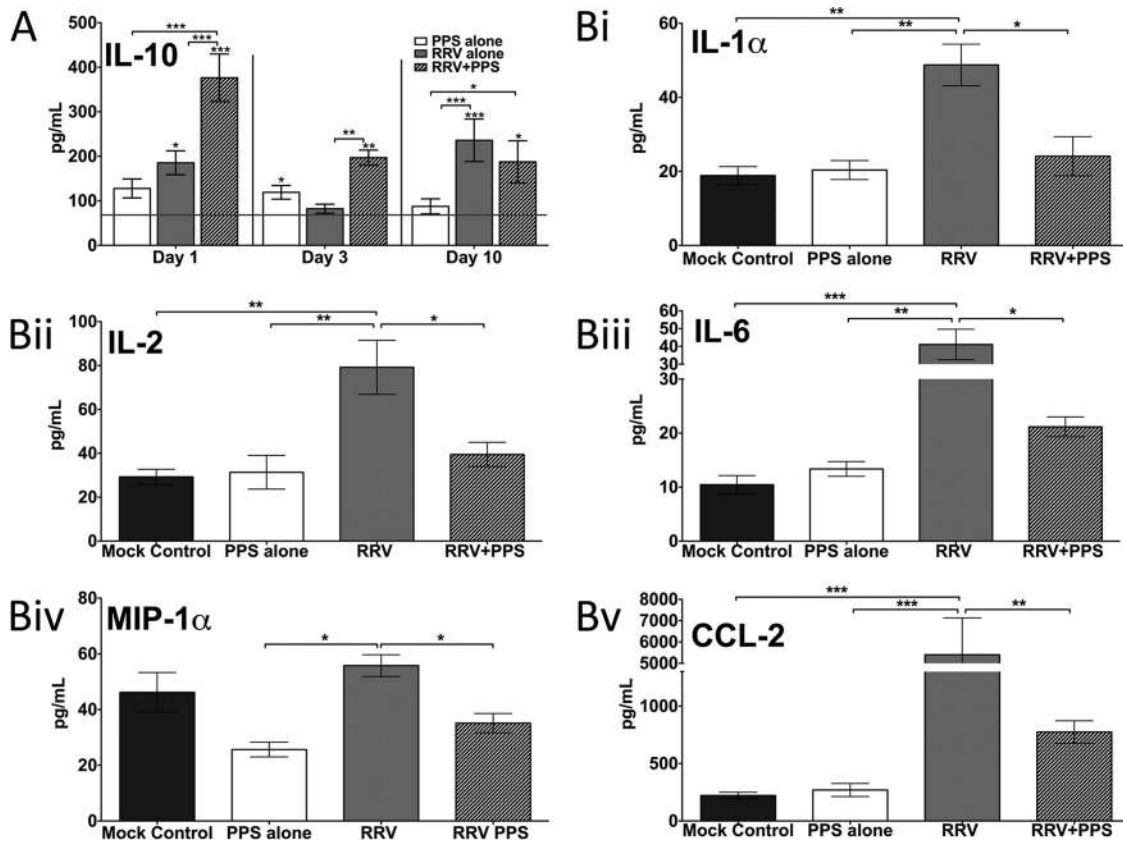 A
IL-10
pg/mL
500
400
300
200
100
0
***
***
***
*
*
**
**
*
***
***
*
PPS alone
RRV alone
RRV+PPS
Day 1 Day 3 Day 10
Bi
IL-1α
pg/mL
60
40
20
0
**
** *
Mock Control PPS alone RRV RRV+PPS
Bii
IL-2
pg/mL
100
80
60
40
20
0
**
** *
Mock Control PPS alone RRV RRV+PPS
Biii
IL-6
pg/mL
60
50
40
30
30
20
10
0
***
** *
Mock Control PPS alone RRV RRV+PPS
Biv
MIP-1α
pg/mL
80
60
40
20
0
* *
Mock Control PPS alone RRV RRV PPS
Bv
CCL-2
pg/mL
8000
7000
6000
5000
1000
500
0
***
*** **
Mock Control PPS alone RRV RRV+PPS